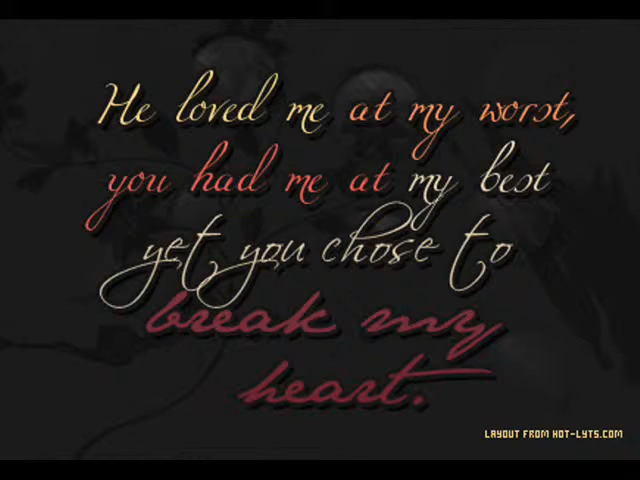 He loved me at my worst,
you had me at my best
yet you chose to
break my
heart.
LAYOUT FROM HOT-LYTS.COM